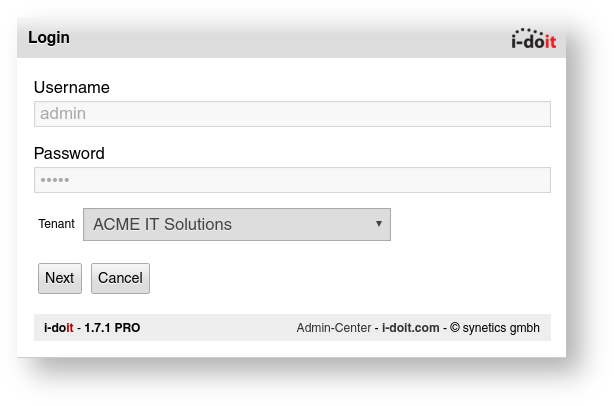 Login
i-doit
Username
admin
Password
•••••
Tenant ACME IT Solutions
Next Cancel
i-doit - 1.7.1 PRO Admin-Center - i-doit.com - © synetics gmbh